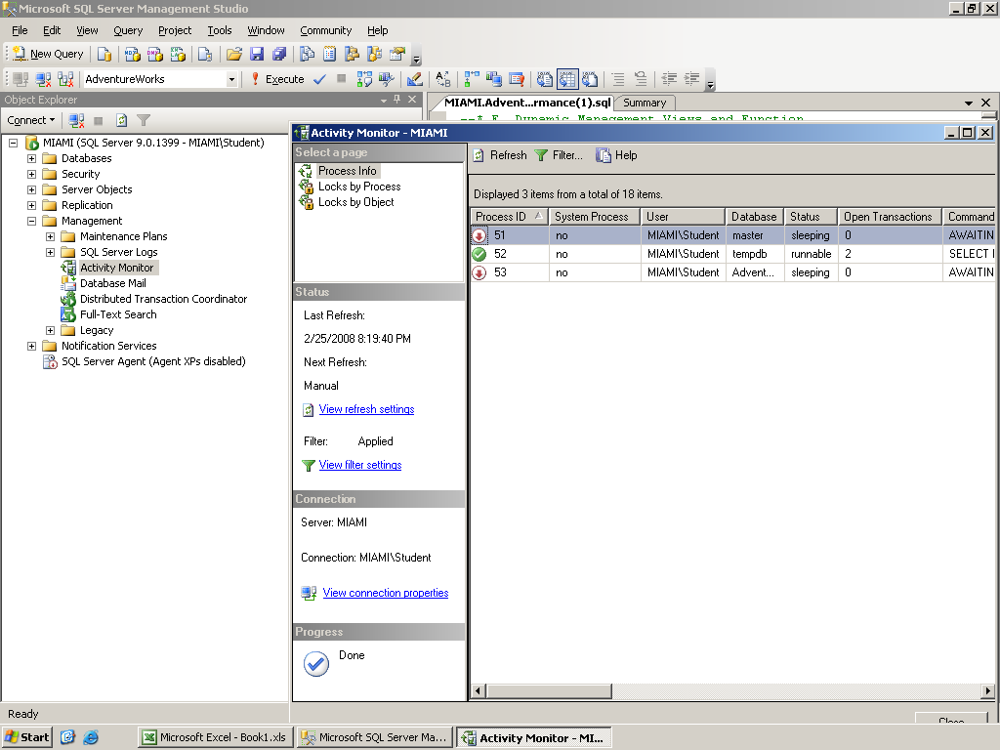 Microsoft SQL Server Management Studio
File Edit View Query Project Tools Window Community Help
New Query
AdventureWorks
Execute
Object Explorer
MIAMI.Advent...rmance(1).sql
Summary
Connect
MIAMI (SQL Server 9.0.1399 - MIAMI\Student)
Databases
Security
Server Objects
Replication
Management
Maintenance Plans
SQL Server Logs
Activity Monitor
Database Mail
Distributed Transaction Coordinator
Full-Text Search
Legacy
Notification Services
SQL Server Agent (Agent XPs disabled)
Activity Monitor - MIAMI
Select a page
Process Info
Locks by Process
Locks by Object
Status
Last Refresh:
2/25/2008 8:19:40 PM
Next Refresh:
Manual
View refresh settings
Filter: Applied
View filter settings
Connection
Server: MIAMI
Connection: MIAMI\Student
View connection properties
Progress
Done
Refresh Filter... Help
Displayed 3 items from a total of 18 items.
Process ID System Process User Database Status Open Transactions Command
51 no MIAMI\Student master sleeping 0 AWAITIN
52 no MIAMI\Student tempdb runnable 2 SELECT I
53 no MIAMI\Student Advent... sleeping 0 AWAITIN
Ready
Start
Microsoft Excel - Book1.xls
Microsoft SQL Server Ma...
Activity Monitor - MI...